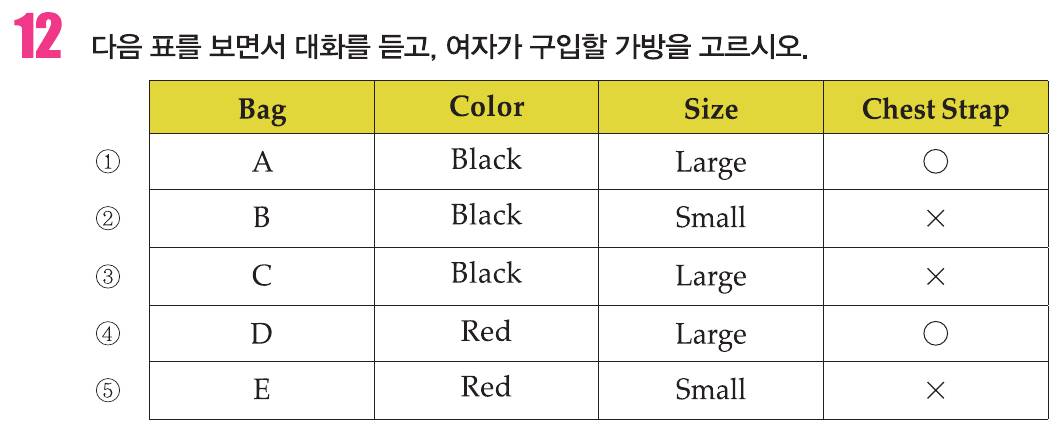 12 다음 표를 보면서 대화를 듣고, 여자가 구입할 가방을 고르시오.
Bag Color Size Chest Strap
① A Black Large ○
② B Black Small ×
③ C Black Large ×
④ D Red Large ○
⑤ E Red Small ×